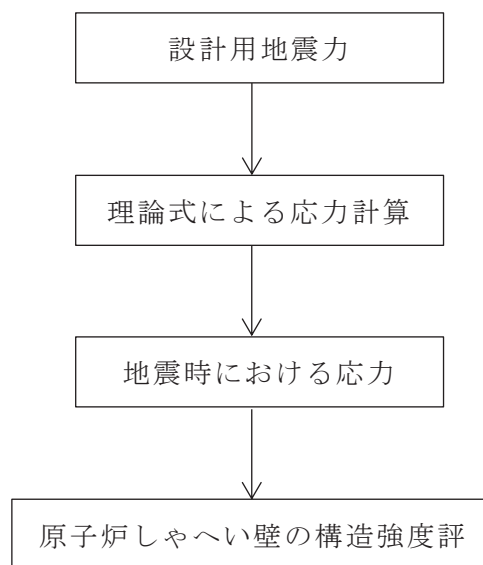 設計用地震力
理論式による応力計算
地震時における応力
原子炉しゃへい壁の構造強度評